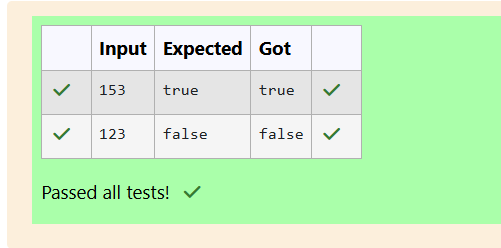 Input Expected Got
153 true true
123 false false
Passed all tests!